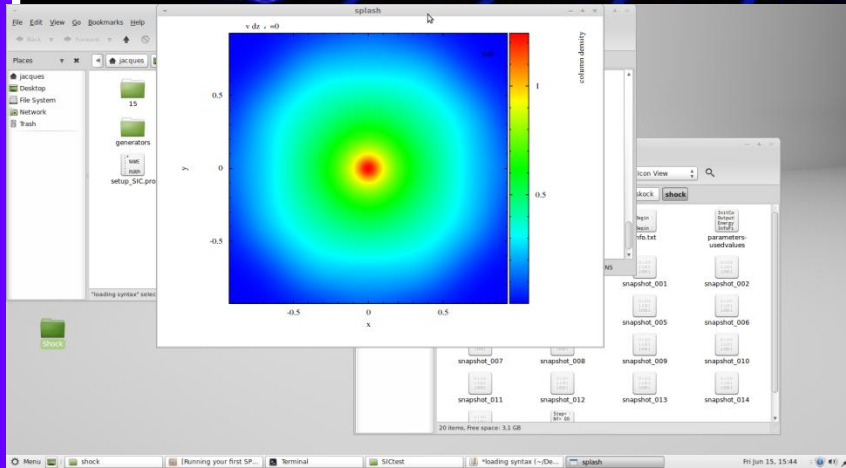 splash
File Edit View Go Bookmarks Help
Back Forward
Places
jacques
jacques
Desktop
File System
Network
Trash
15
generators
setup_SIC.pro
"loading syntax" selec
Shock
column density
1
0.5
0.5
0
-0.5
y
-0.5
0
0.5
x
Icon View
shock
parameters-
usedvalues
snapshot_001
snapshot_002
snapshot_005
snapshot_006
snapshot_007
snapshot_008
snapshot_009
snapshot_010
snapshot_011
snapshot_012
snapshot_013
snapshot_014
20 items, Free space: 3,1 GB
Menu
shock
[Running your first SP...
Terminal
SICtest
*loading syntax (~/De...
splash
Fri Jun 15, 15:44